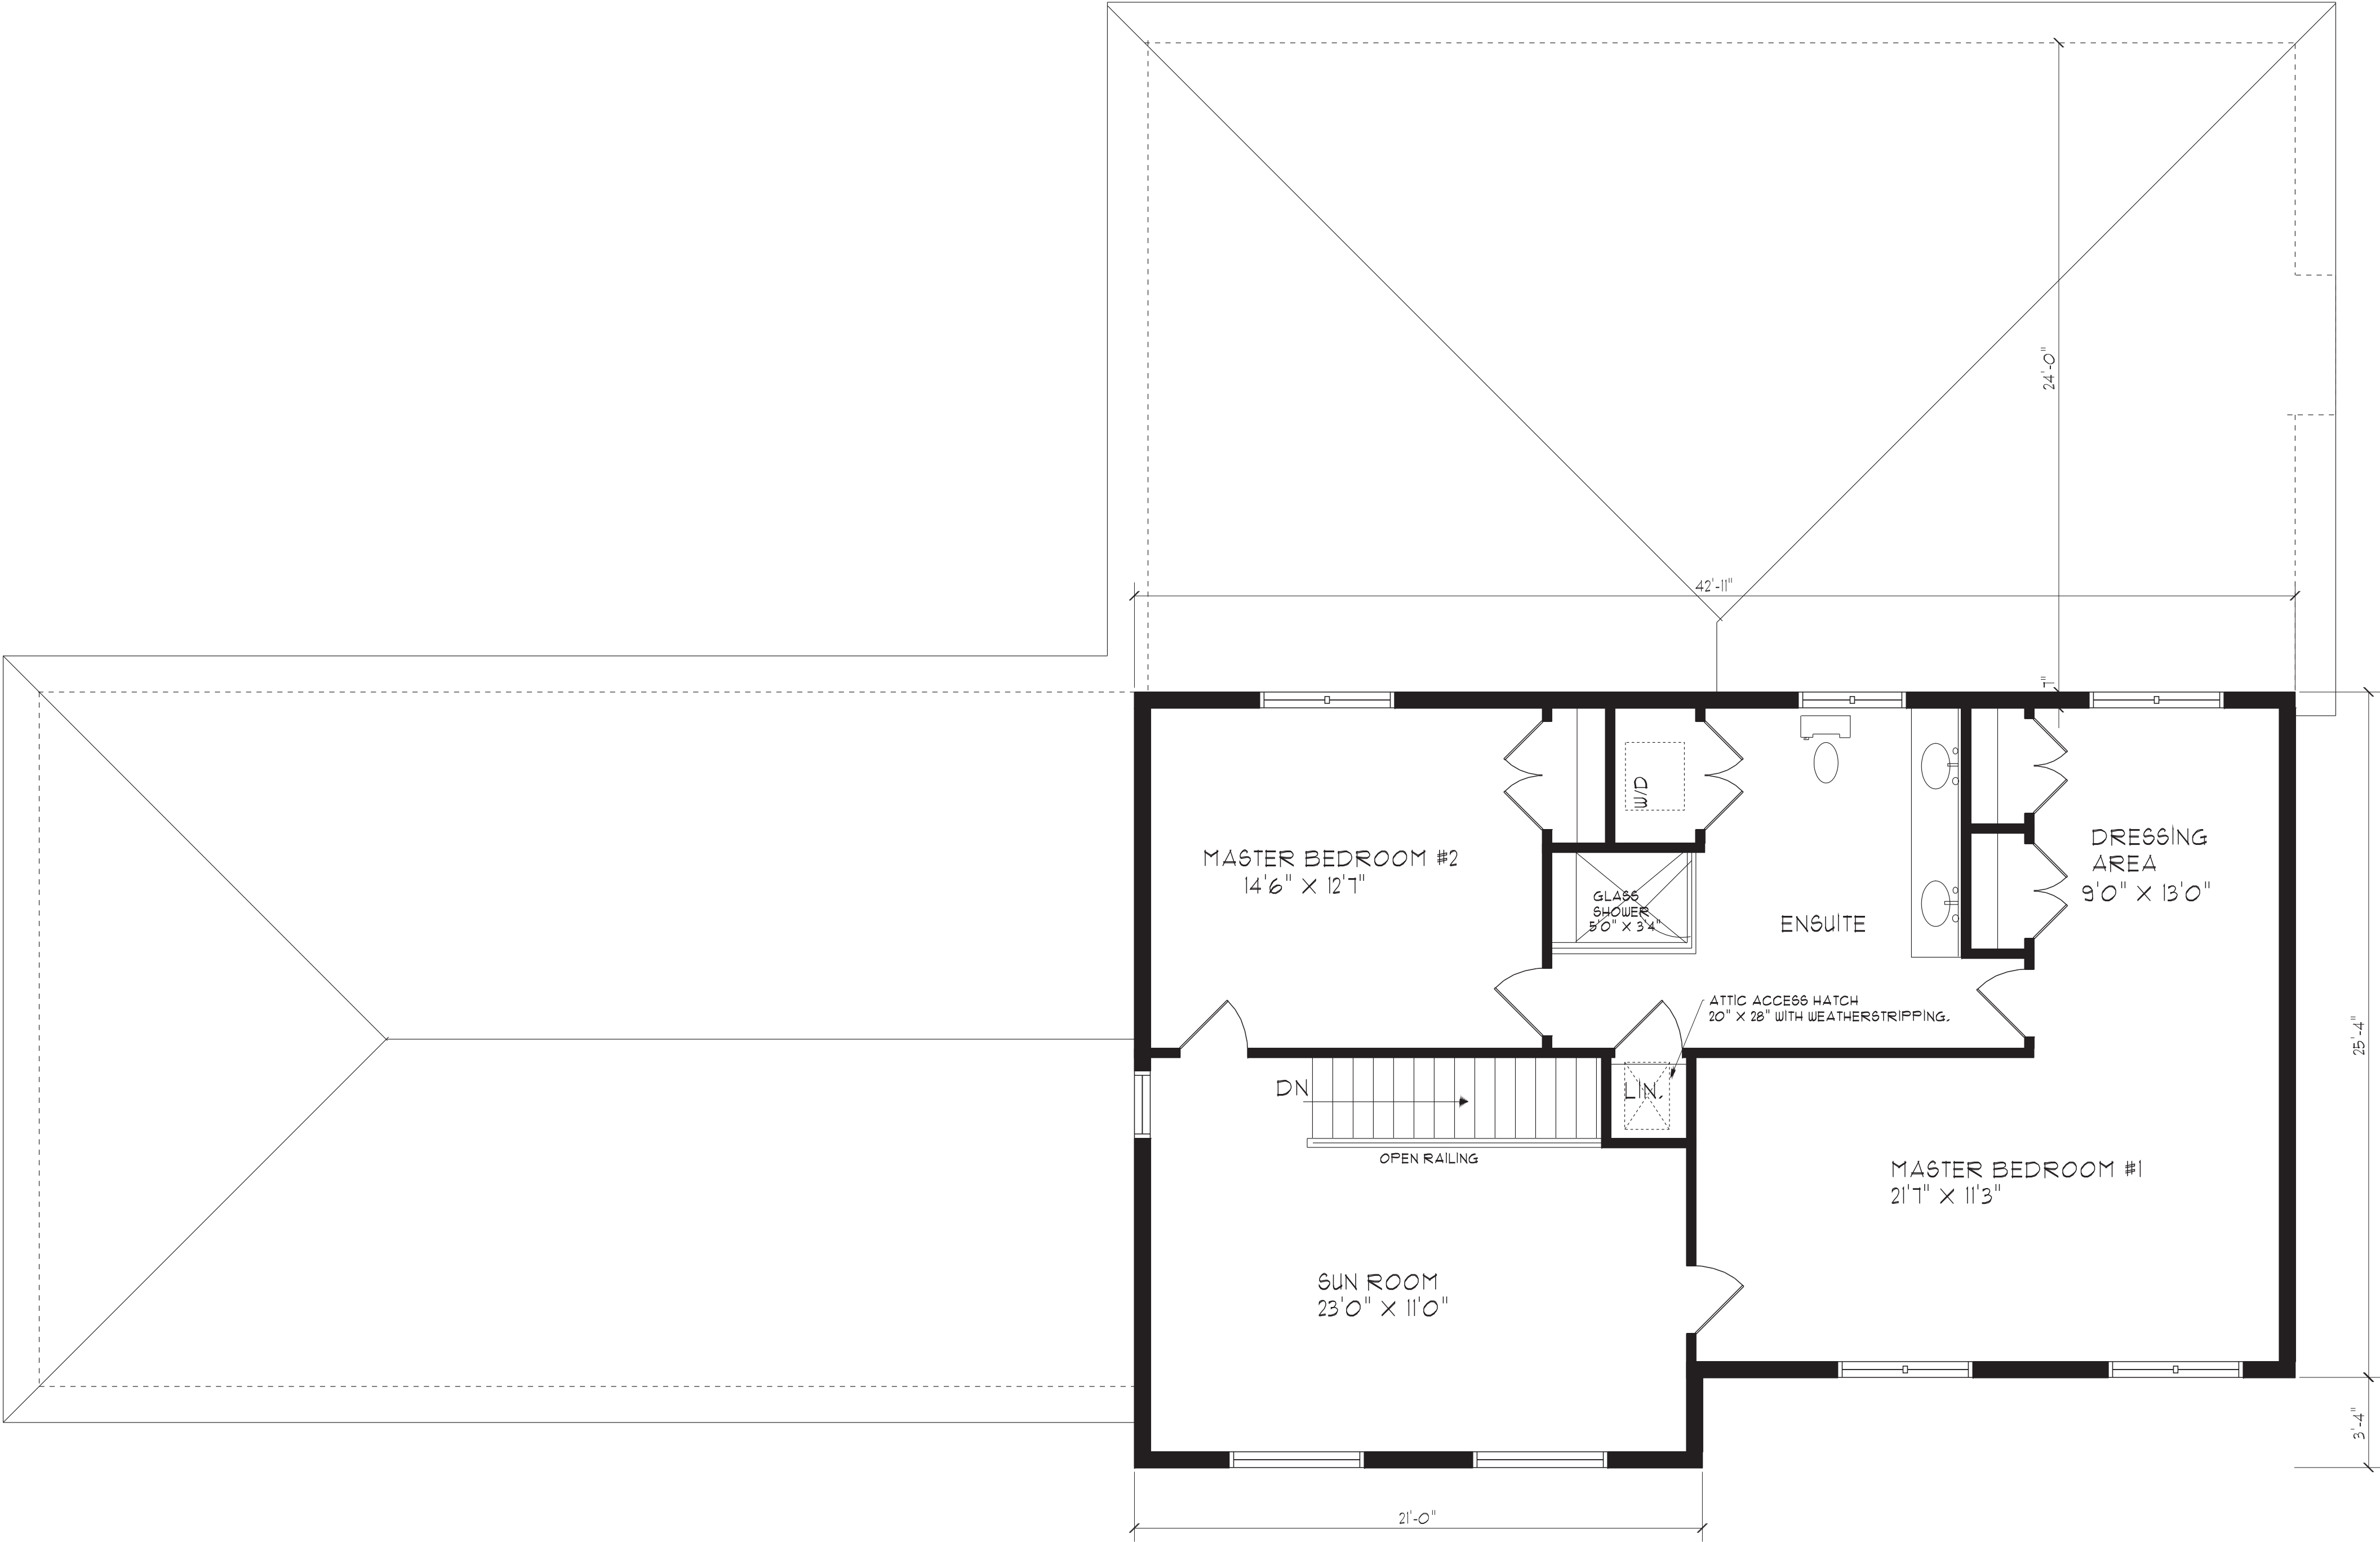 24'-0"
42'-11"
7"
W/D
MASTER BEDROOM #2
14'6" X 12'7"
DRESSING
AREA
9'0" X 13'0"
GLASS
SHOWER
5'0" X 3'4"
ENSUITE
ATTIC ACCESS HATCH
20" X 28" WITH WEATHERSTRIPPING.
25'-4"
DN
LIN.
OPEN RAILING
MASTER BEDROOM #1
21'7" X 11'3"
SUN ROOM
23'0" X 11'0"
3'-4"
21'-0"